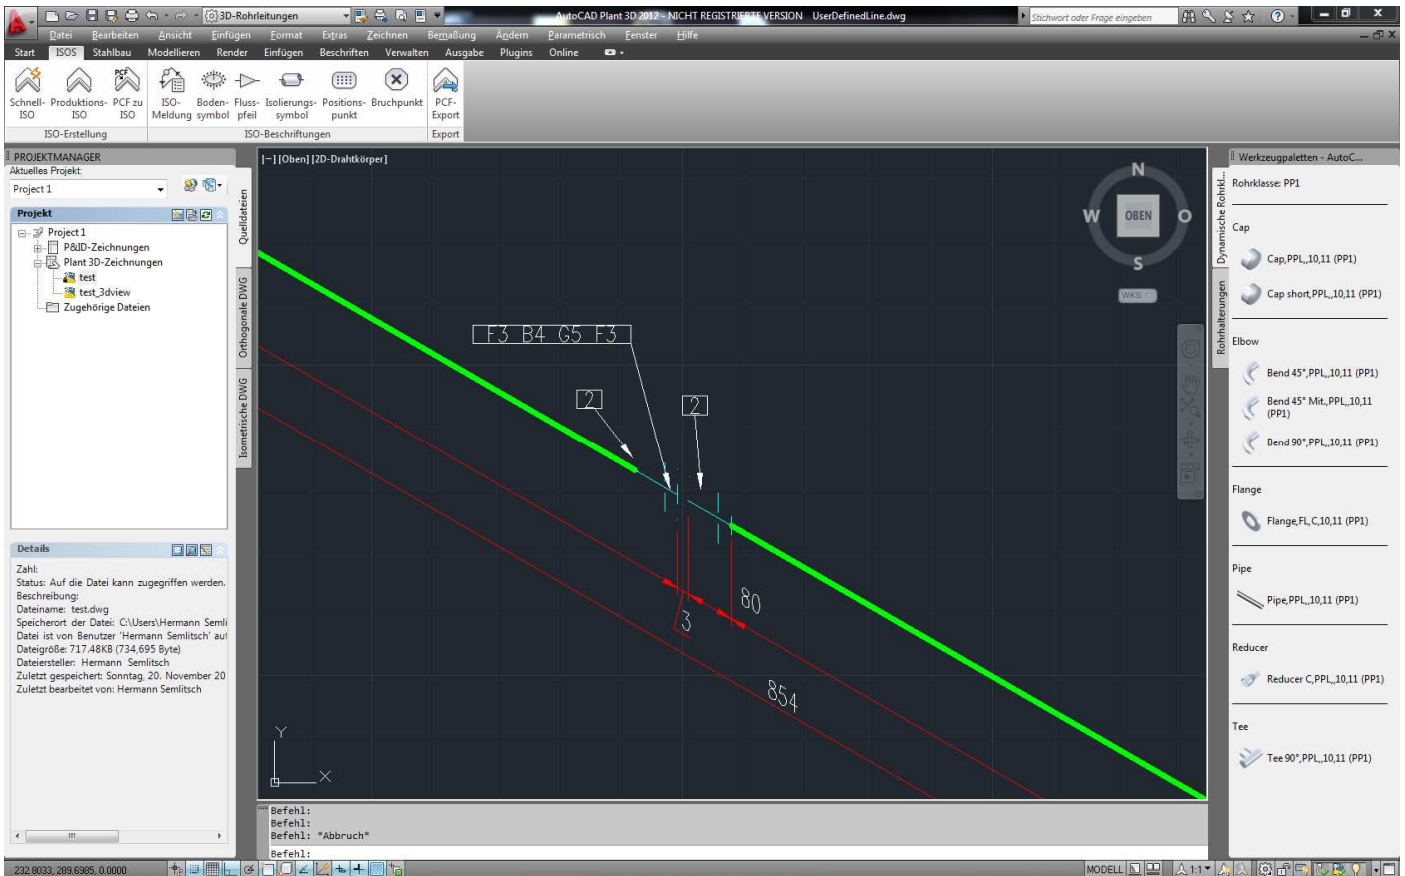 3D-Rohrleitungen
AutoCAD Plant 3D 2012 - NICHT REGISTRIERTE VERSION UserDefinedLine.dwg
Stichwort oder Frage eingeben
Datei Bearbeiten Ansicht Einfügen Format Extras Zeichnen Bemaßung Ändern Parametrisch Fenster Hilfe
Start ISOS Stahlbau Modellieren Render Einfügen Beschriften Verwalten Ausgabe Plugins Online
Schnell-ISO
Produktions-ISO
PCF zu ISO
ISO-Meldung
Boden-symbol
Fluss-pfeil
Isolierungs-symbol
Positions-punkt
Bruchpunkt
PCF-Export
ISO-Erstellung
ISO-Beschriftungen
Export
PROJEKTMANAGER
Aktuelles Projekt:
Project 1
Projekt
Project 1
P&ID-Zeichnungen
Plant 3D-Zeichnungen
test
test_3dview
Zugehörige Dateien
Quelldateien
Orthogonale DWG
Isometrische DWG
Details
Zahl:
Status: Auf die Datei kann zugegriffen werden.
Beschreibung:
Dateiname: test.dwg
Speicherort der Datei: C:\Users\Hermann Semli
Datei ist von Benutzer 'Hermann Semlitsch' auf
Dateigröße: 717.48KB (734,695 Byte)
Dateiersteller: Hermann Semlitsch
Zuletzt gespeichert: Sonntag, 20. November 20
Zuletzt bearbeitet von: Hermann Semlitsch
[−][Oben][2D-Drahtkörper]
N
W OBEN O
S
WKS
F3 B4 G5 F3
2
2
80
3
854
Y
X
Befehl:
Befehl:
Befehl: *Abbruch*
Befehl:
Werkzeugpaletten - AutoC...
Dynamische Rohrkl...
Rohrhalterungen
Rohrklasse: PP1
Cap
Cap,PPL,,10,11 (PP1)
Cap short,PPL,,10,11 (PP1)
Elbow
Bend 45°,PPL,,10,11 (PP1)
Bend 45° Mit.,PPL,,10,11
(PP1)
Bend 90°,PPL,,10,11 (PP1)
Flange
Flange,FL,C,10,11 (PP1)
Pipe
Pipe,PPL,,10,11 (PP1)
Reducer
Reducer C,PPL,,10,11 (PP1)
Tee
Tee 90°,PPL,,10,11 (PP1)
232.8033, 289.6985, 0.0000
MODELL
1:1